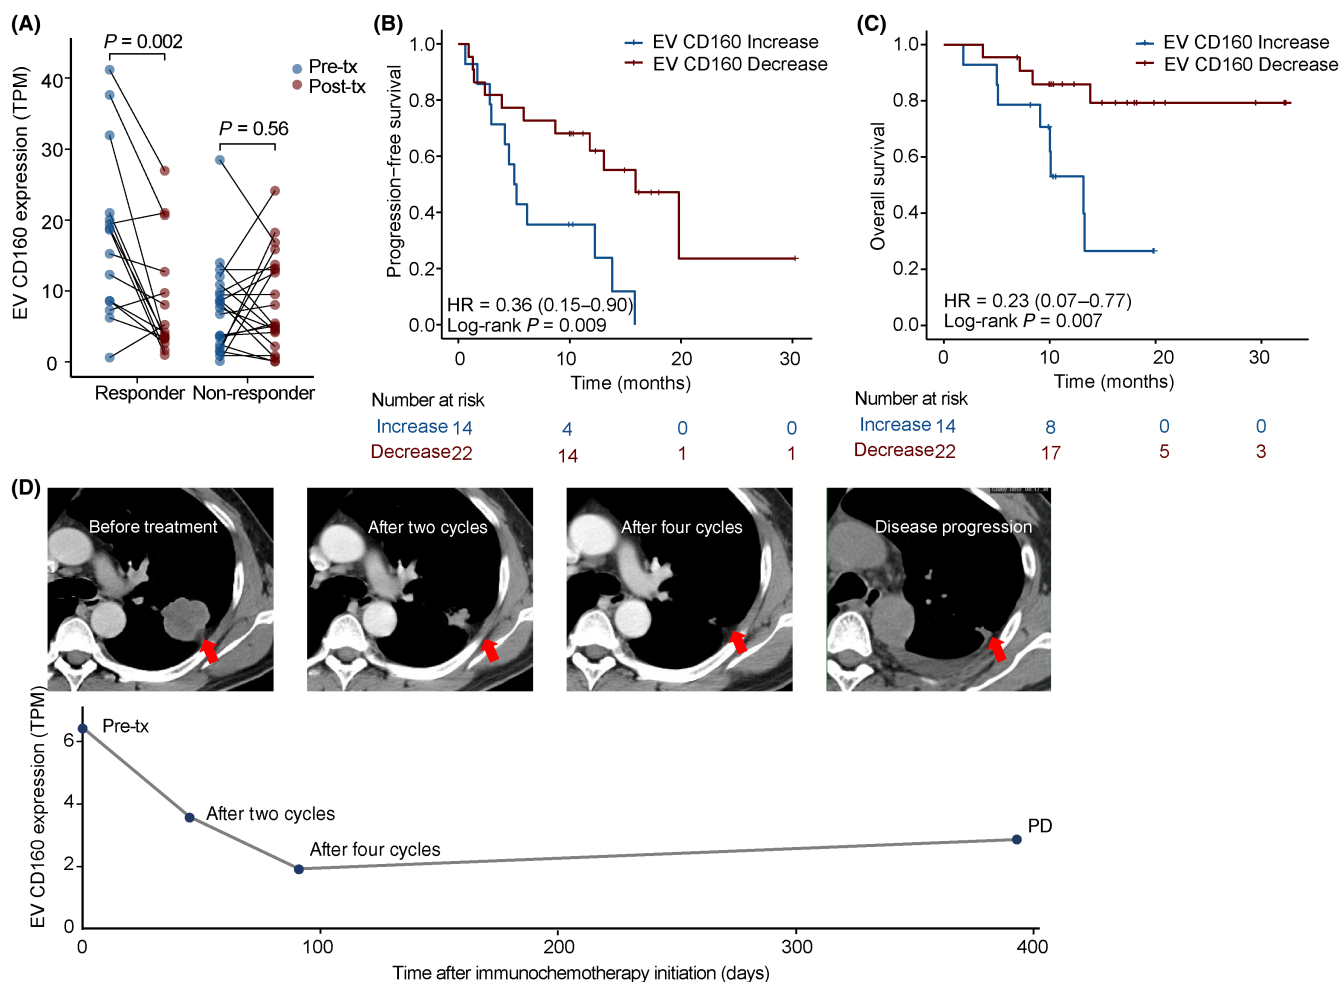 (A)
P = 0.002
Pre-tx
Post-tx
P = 0.56
EV CD160 expression (TPM)
40
30
20
10
0
Responder Non-responder
(B)
EV CD160 Increase
EV CD160 Decrease
Progression–free survival
1.0
0.8
0.6
0.4
0.2
0.0
HR = 0.36 (0.15–0.90)
Log-rank P = 0.009
0 10 20 30
Time (months)
Number at risk
Increase 14 4 0 0
Decrease 22 14 1 1
(C)
EV CD160 Increase
EV CD160 Decrease
Overall survival
1.0
0.8
0.6
0.4
0.2
0.0
HR = 0.23 (0.07–0.77)
Log-rank P = 0.007
0 10 20 30
Time (months)
Number at risk
Increase 14 8 0 0
Decrease 22 17 5 3
(D)
Before treatment
After two cycles
After four cycles
Disease progression
EV CD160 expression (TPM)
6
4
2
0
Pre-tx
After two cycles
After four cycles
PD
0 100 200 300 400
Time after immunochemotherapy initiation (days)